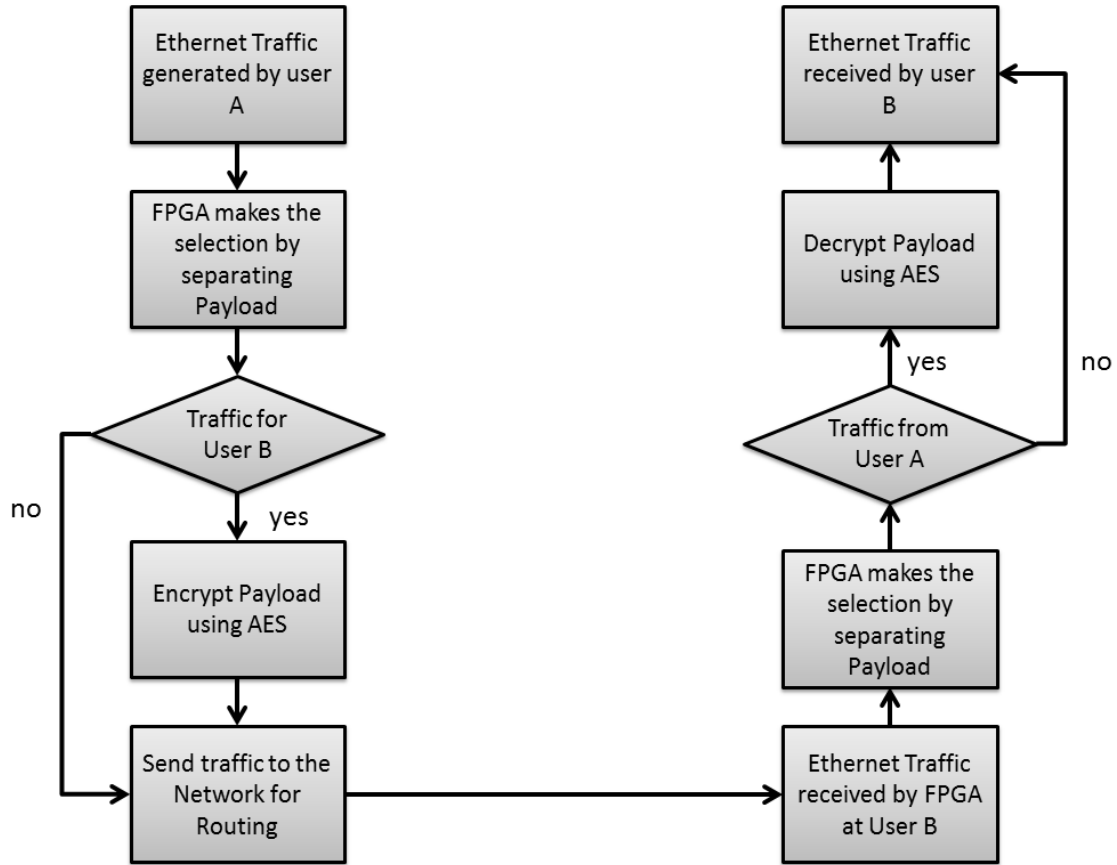 Ethernet Traffic
generated by user
A
FPGA makes the
selection by
separating
Payload
Traffic for
User B
no
yes
Encrypt Payload
using AES
Send traffic to the
Network for
Routing
Ethernet Traffic
received by FPGA
at User B
FPGA makes the
selection by
separating
Payload
Traffic from
User A
yes
no
Decrypt Payload
using AES
Ethernet Traffic
received by user
B